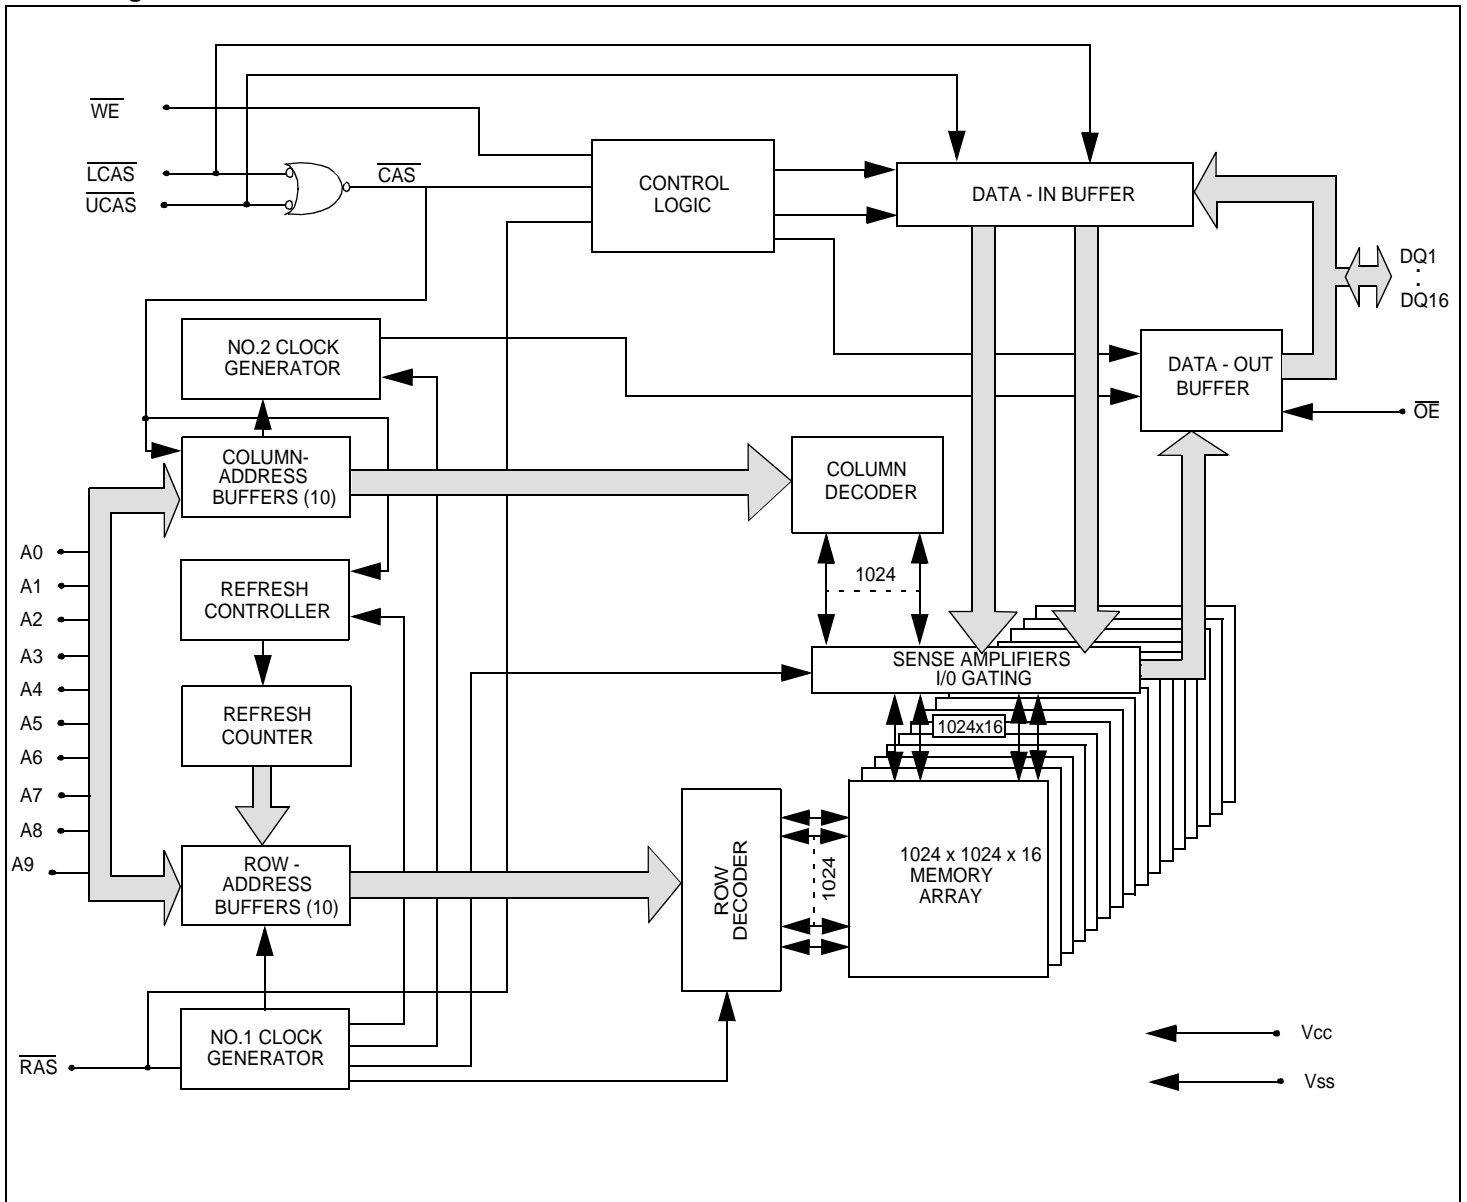 WE
LCAS
UCAS
CAS
CONTROL
LOGIC
DATA - IN BUFFER
DQ1
.
.
DQ16
NO.2 CLOCK
GENERATOR
DATA - OUT
BUFFER
OE
COLUMN-
ADDRESS
BUFFERS (10)
COLUMN
DECODER
A0
A1
A2
A3
A4
A5
A6
A7
A8
A9
REFRESH
CONTROLLER
1024
SENSE AMPLIFIERS
I/0 GATING
REFRESH
COUNTER
1024x16
ROW -
ADDRESS
BUFFERS (10)
ROW
DECODER
1024
1024 x 1024 x 16
MEMORY
ARRAY
RAS
NO.1 CLOCK
GENERATOR
Vcc
Vss